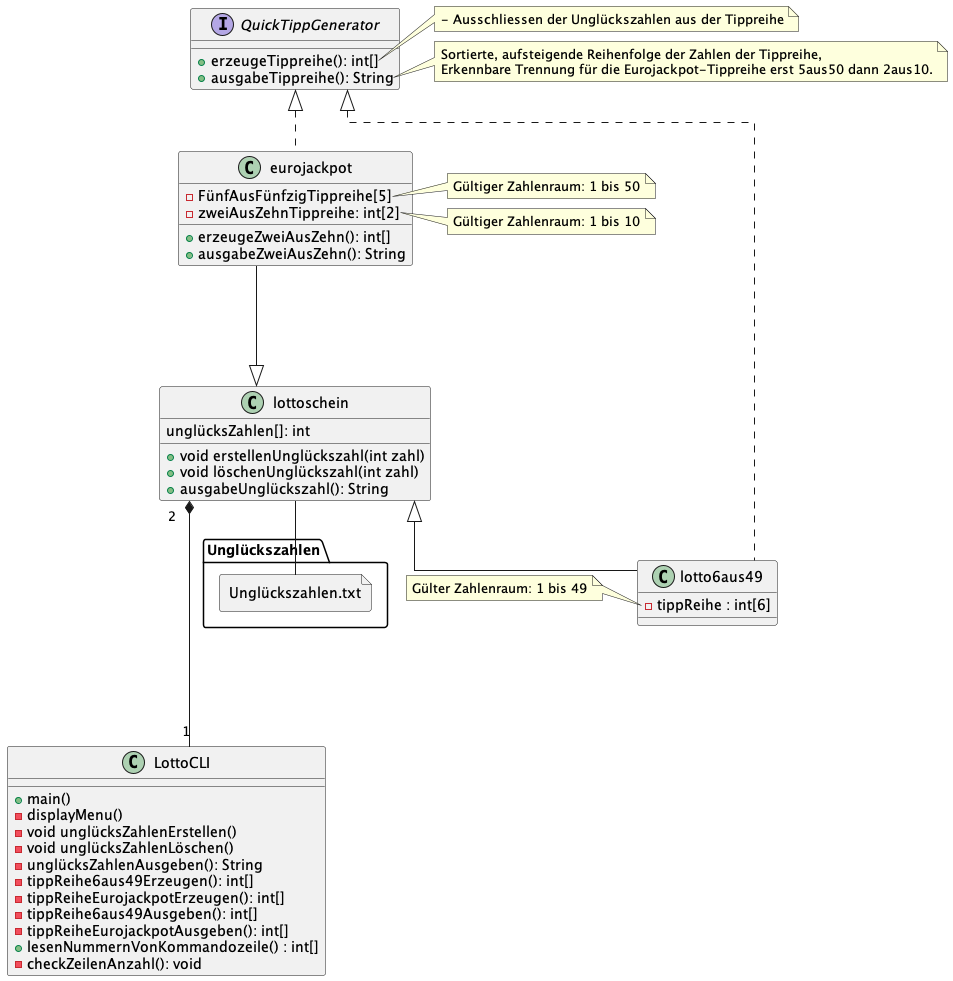 I QuickTippGenerator
erzeugeTippreihe(): int[]
ausgabeTippreihe(): String
- Ausschliessen der Unglückszahlen aus der Tippreihe
Sortierte, aufsteigende Reihenfolge der Zahlen der Tippreihe,
Erkennbare Trennung für die Eurojackpot-Tippreihe erst 5aus50 dann 2aus10.
C eurojackpot
FünfAusFünfzigTippreihe[5]
zweiAusZehnTippreihe: int[2]
erzeugeZweiAusZehn(): int[]
ausgabeZweiAusZehn(): String
Gültiger Zahlenraum: 1 bis 50
Gültiger Zahlenraum: 1 bis 10
C lottoschein
unglücksZahlen[]: int
void erstellenUnglückszahl(int zahl)
void löschenUnglückszahl(int zahl)
ausgabeUnglückszahl(): String
2
Unglückszahlen
Unglückszahlen.txt
Gülter Zahlenraum: 1 bis 49
C lotto6aus49
tippReihe : int[6]
1
C LottoCLI
main()
displayMenu()
void unglücksZahlenErstellen()
void unglücksZahlenLöschen()
unglücksZahlenAusgeben(): String
tippReihe6aus49Erzeugen(): int[]
tippReiheEurojackpotErzeugen(): int[]
tippReihe6aus49Ausgeben(): int[]
tippReiheEurojackpotAusgeben(): int[]
lesenNummernVonKommandozeile() : int[]
checkZeilenAnzahl(): void